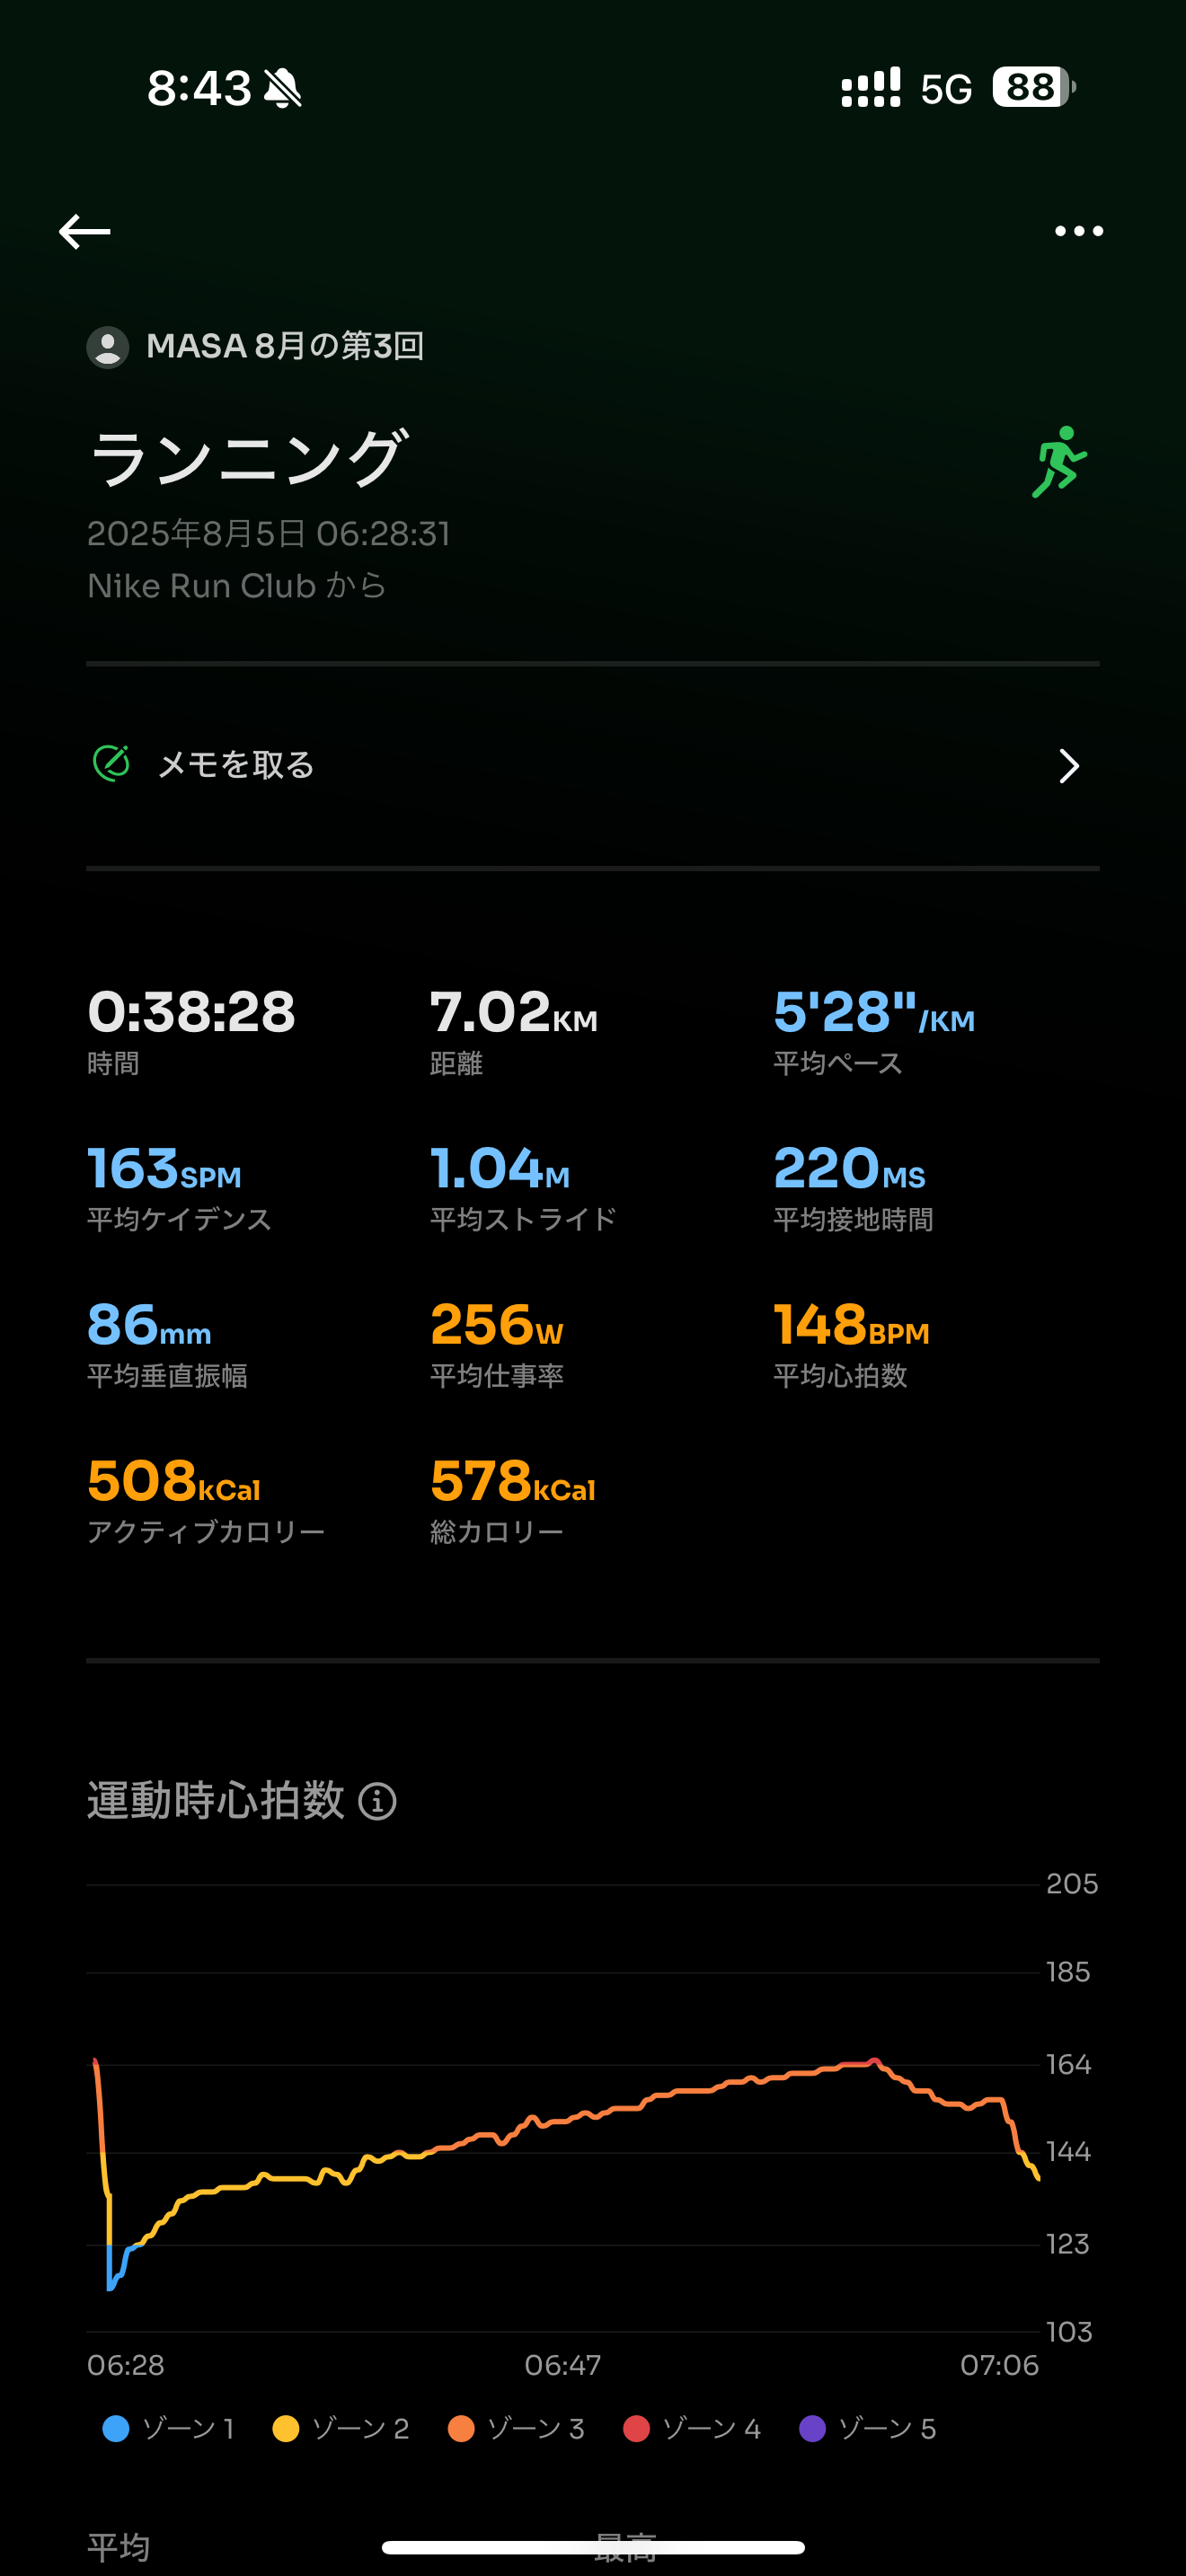 8:43
5G 88
MASA 8月の第3回
ランニング
2025年8月5日 06:28:31
Nike Run Club から
メモを取る
0:38:28 7.02KM 5'28"/KM
時間 距離 平均ペース
163SPM 1.04M 220MS
平均ケイデンス 平均ストライド 平均接地時間
86mm 256W 148BPM
平均垂直振幅 平均仕事率 平均心拍数
508kCal 578kCal
アクティブカロリー 総カロリー
運動時心拍数
205
185
164
144
123
103
06:28 06:47 07:06
ゾーン 1 ゾーン 2 ゾーン 3 ゾーン 4 ゾーン 5
平均 最高